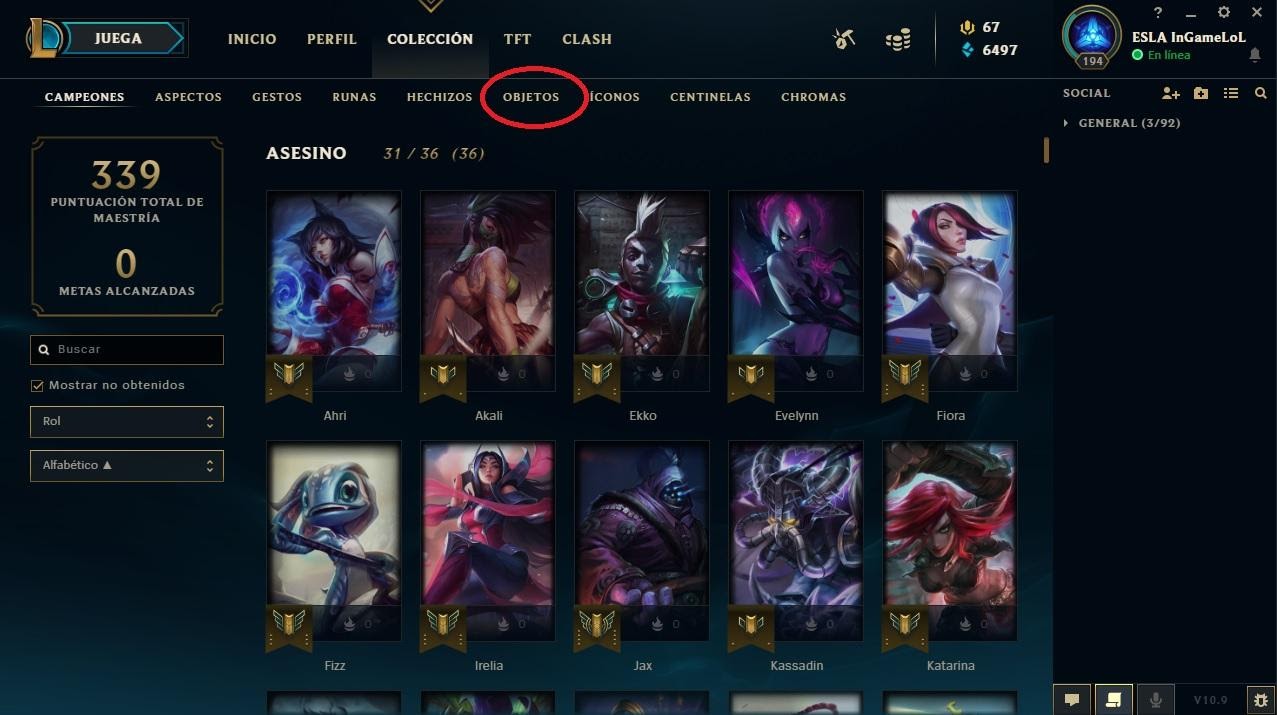 JUEGA
INICIO PERFIL COLECCIÓN TFT CLASH
67
6497
194
?
ESLA InGameLoL
En línea
CAMPEONES ASPECTOS GESTOS RUNAS HECHIZOS OBJETOS ÍCONOS CENTINELAS CHROMAS
SOCIAL
GENERAL (3/92)
339
PUNTUACIÓN TOTAL DE
MAESTRÍA
0
METAS ALCANZADAS
Buscar
Mostrar no obtenidos
Rol
Alfabético ▲
ASESINO 31 / 36 (36)
0 0 0 0 0
Ahri Akali Ekko Evelynn Fiora
0 0 0 0 0
Fizz Irelia Jax Kassadin Katarina
V10.9